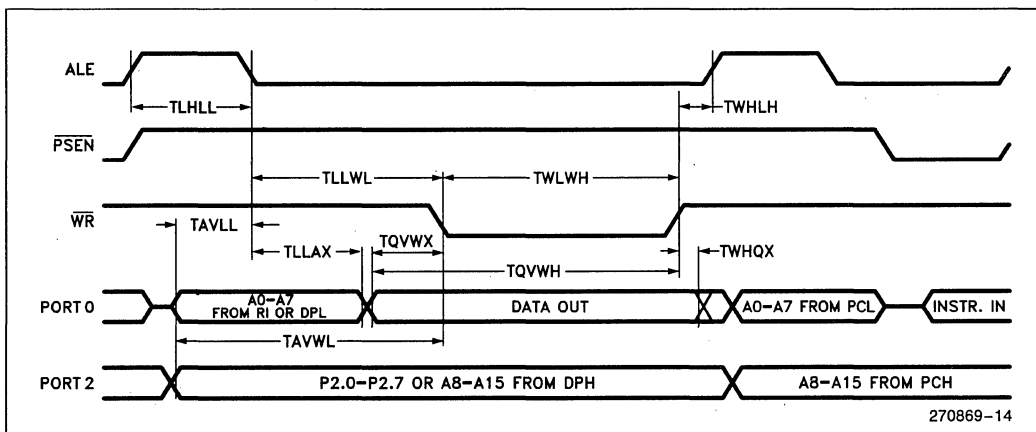 ALE
TLHLL
TWHLH
PSEN
TLLWL
TWLWH
WR
TAVLL
TQVWX
TLLAX
TWHQX
TQVWH
PORT 0
A0–A7
FROM RI OR DPL
DATA OUT
A0–A7 FROM PCL
INSTR. IN
TAVWL
PORT 2
P2.0–P2.7 OR A8–A15 FROM DPH
A8–A15 FROM PCH
270869–14